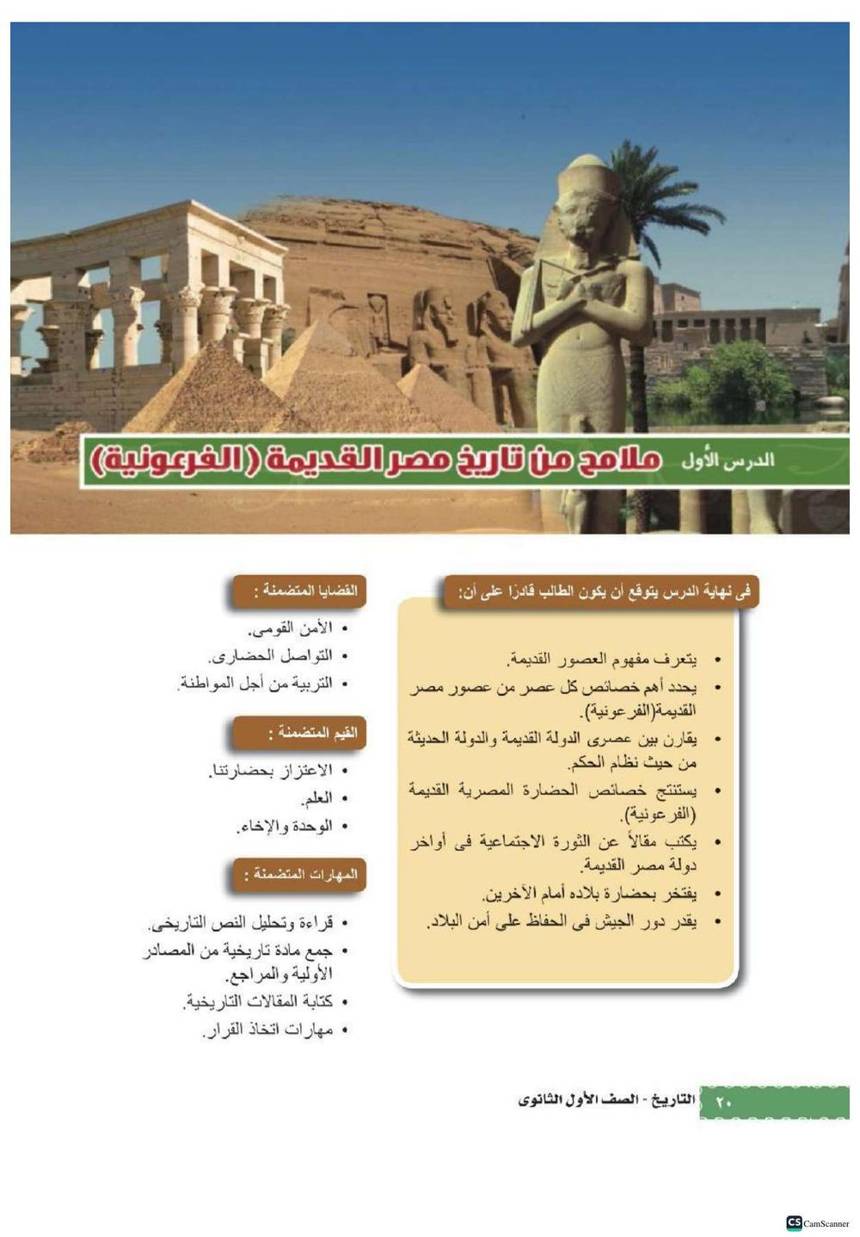 الدرس الأول ملامح من تاريخ مصر القديمة (الفرعونية)
فى نهاية الدرس يتوقع أن يكون الطالب قادرًا على أن:
• يتعرف مفهوم العصور القديمة.
• يحدد أهم خصائص كل عصر من عصور مصر
القديمة(الفرعونية).
• يقارن بين عصرى الدولة القديمة والدولة الحديثة
من حيث نظام الحكم.
• يستنتج خصائص الحضارة المصرية القديمة
(الفرعونية).
• يكتب مقالاً عن الثورة الاجتماعية فى أواخر
دولة مصر القديمة.
• يفتخر بحضارة بلاده أمام الآخرين.
• يقدر دور الجيش فى الحفاظ على أمن البلاد.
القضايا المتضمنة :
• الأمن القومى.
• التواصل الحضارى.
• التربية من أجل المواطنة.
القيم المتضمنة :
• الاعتزاز بحضارتنا.
• العلم.
• الوحدة والإخاء.
المهارات المتضمنة :
• قراءة وتحليل النص التاريخى.
• جمع مادة تاريخية من المصادر
الأولية والمراجع.
• كتابة المقالات التاريخية.
• مهارات اتخاذ القرار.
٢٠ التاريخ - الصف الأول الثانوى
CS CamScanner